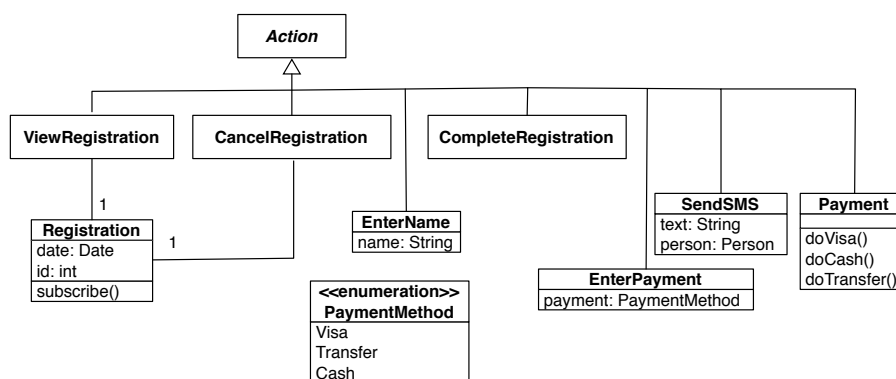 Action
ViewRegistration
CancelRegistration
CompleteRegistration
1
Registration
date: Date
id: int
subscribe()
1
EnterName
name: String
SendSMS
text: String
person: Person
Payment
doVisa()
doCash()
doTransfer()
EnterPayment
payment: PaymentMethod
<<enumeration>>
PaymentMethod
Visa
Transfer
Cash